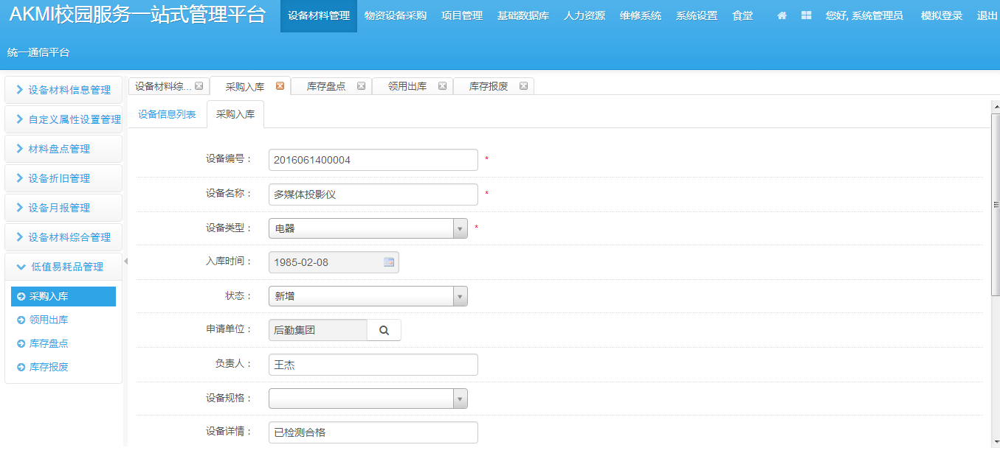 AKMI校园服务一站式管理平台 设备材料管理 物资设备采购 项目管理 基础数据库 人力资源 维修系统 系统设置 食堂 您好, 系统管理员 模拟登录 退出
统一通信平台
设备材料信息管理
自定义属性设置管理
材料盘点管理
设备折旧管理
设备月报管理
设备材料综合管理
低值易耗品管理
采购入库
领用出库
库存盘点
库存报废
设备材料综... 采购入库 库存盘点 领用出库 库存报废
设备信息列表 采购入库
设备编号： 2016061400004 *
设备名称： 多媒体投影仪 *
设备类型： 电器 *
入库时间： 1985-02-08
状态： 新增
申请单位： 后勤集团
负责人： 王杰
设备规格：
设备详情： 已检测合格